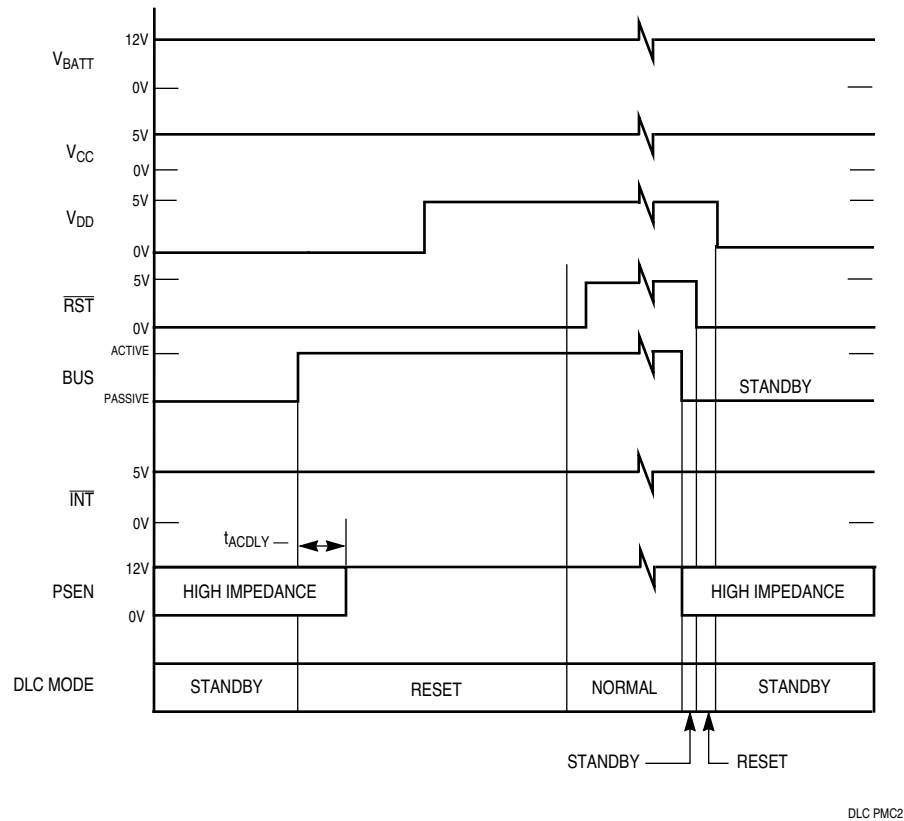 12V
VBATT
0V
5V
VCC
0V
5V
VDD
0V
5V
RST
0V
ACTIVE
BUS
PASSIVE
STANDBY
5V
INT
0V
tACDLY
12V
PSEN
HIGH IMPEDANCE
HIGH IMPEDANCE
0V
DLC MODE
STANDBY
RESET
NORMAL
STANDBY
STANDBY
RESET
DLC PMC2